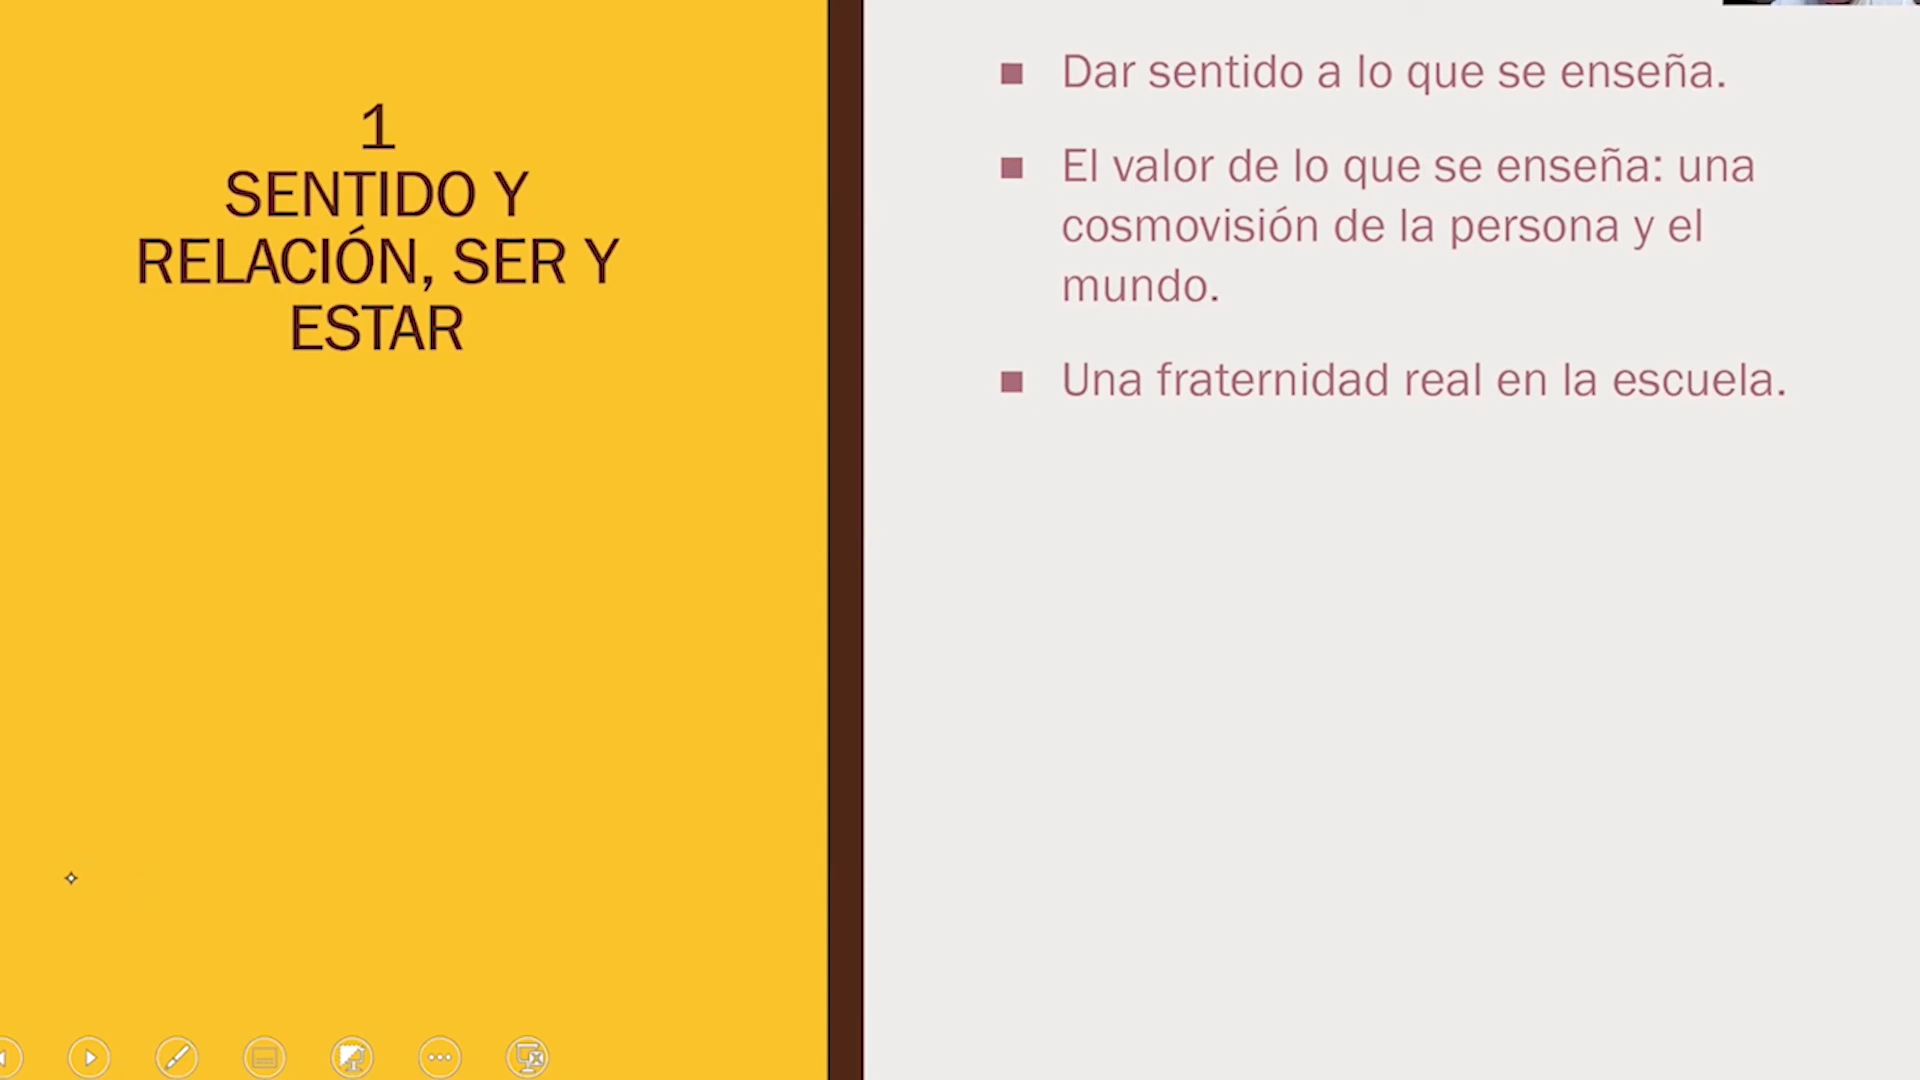 1
SENTIDO Y
RELACIÓN, SER Y
ESTAR
Dar sentido a lo que se enseña.
El valor de lo que se enseña: una
cosmovisión de la persona y el
mundo.
Una fraternidad real en la escuela.